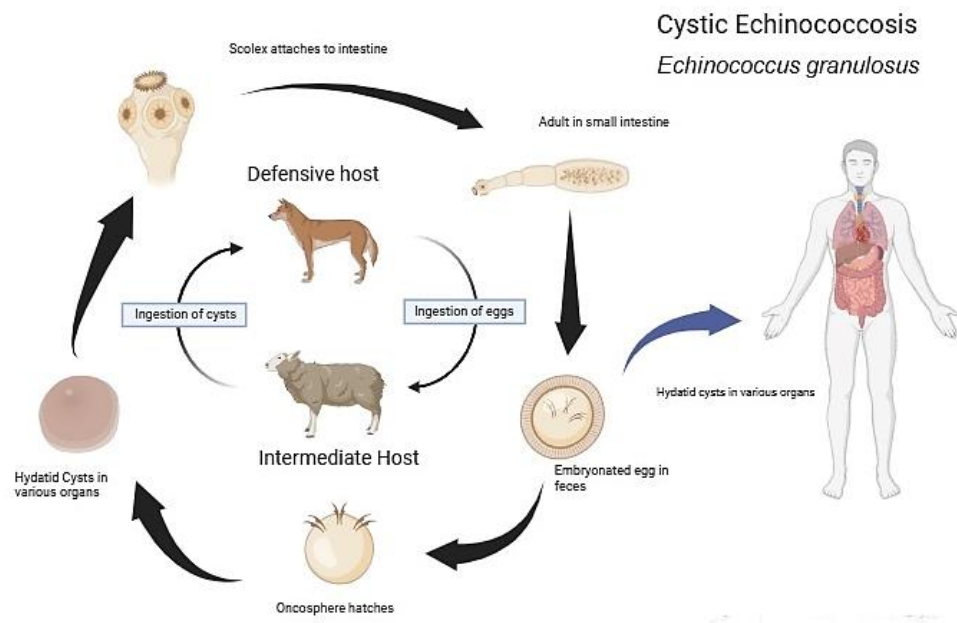 Cystic Echinococcosis
Echinococcus granulosus
Scolex attaches to intestine
Adult in small intestine
Defensive host
Ingestion of cysts
Ingestion of eggs
Hydatid cysts in various organs
Intermediate Host
Embryonated egg in
feces
Hydatid Cysts in
various organs
Oncosphere hatches